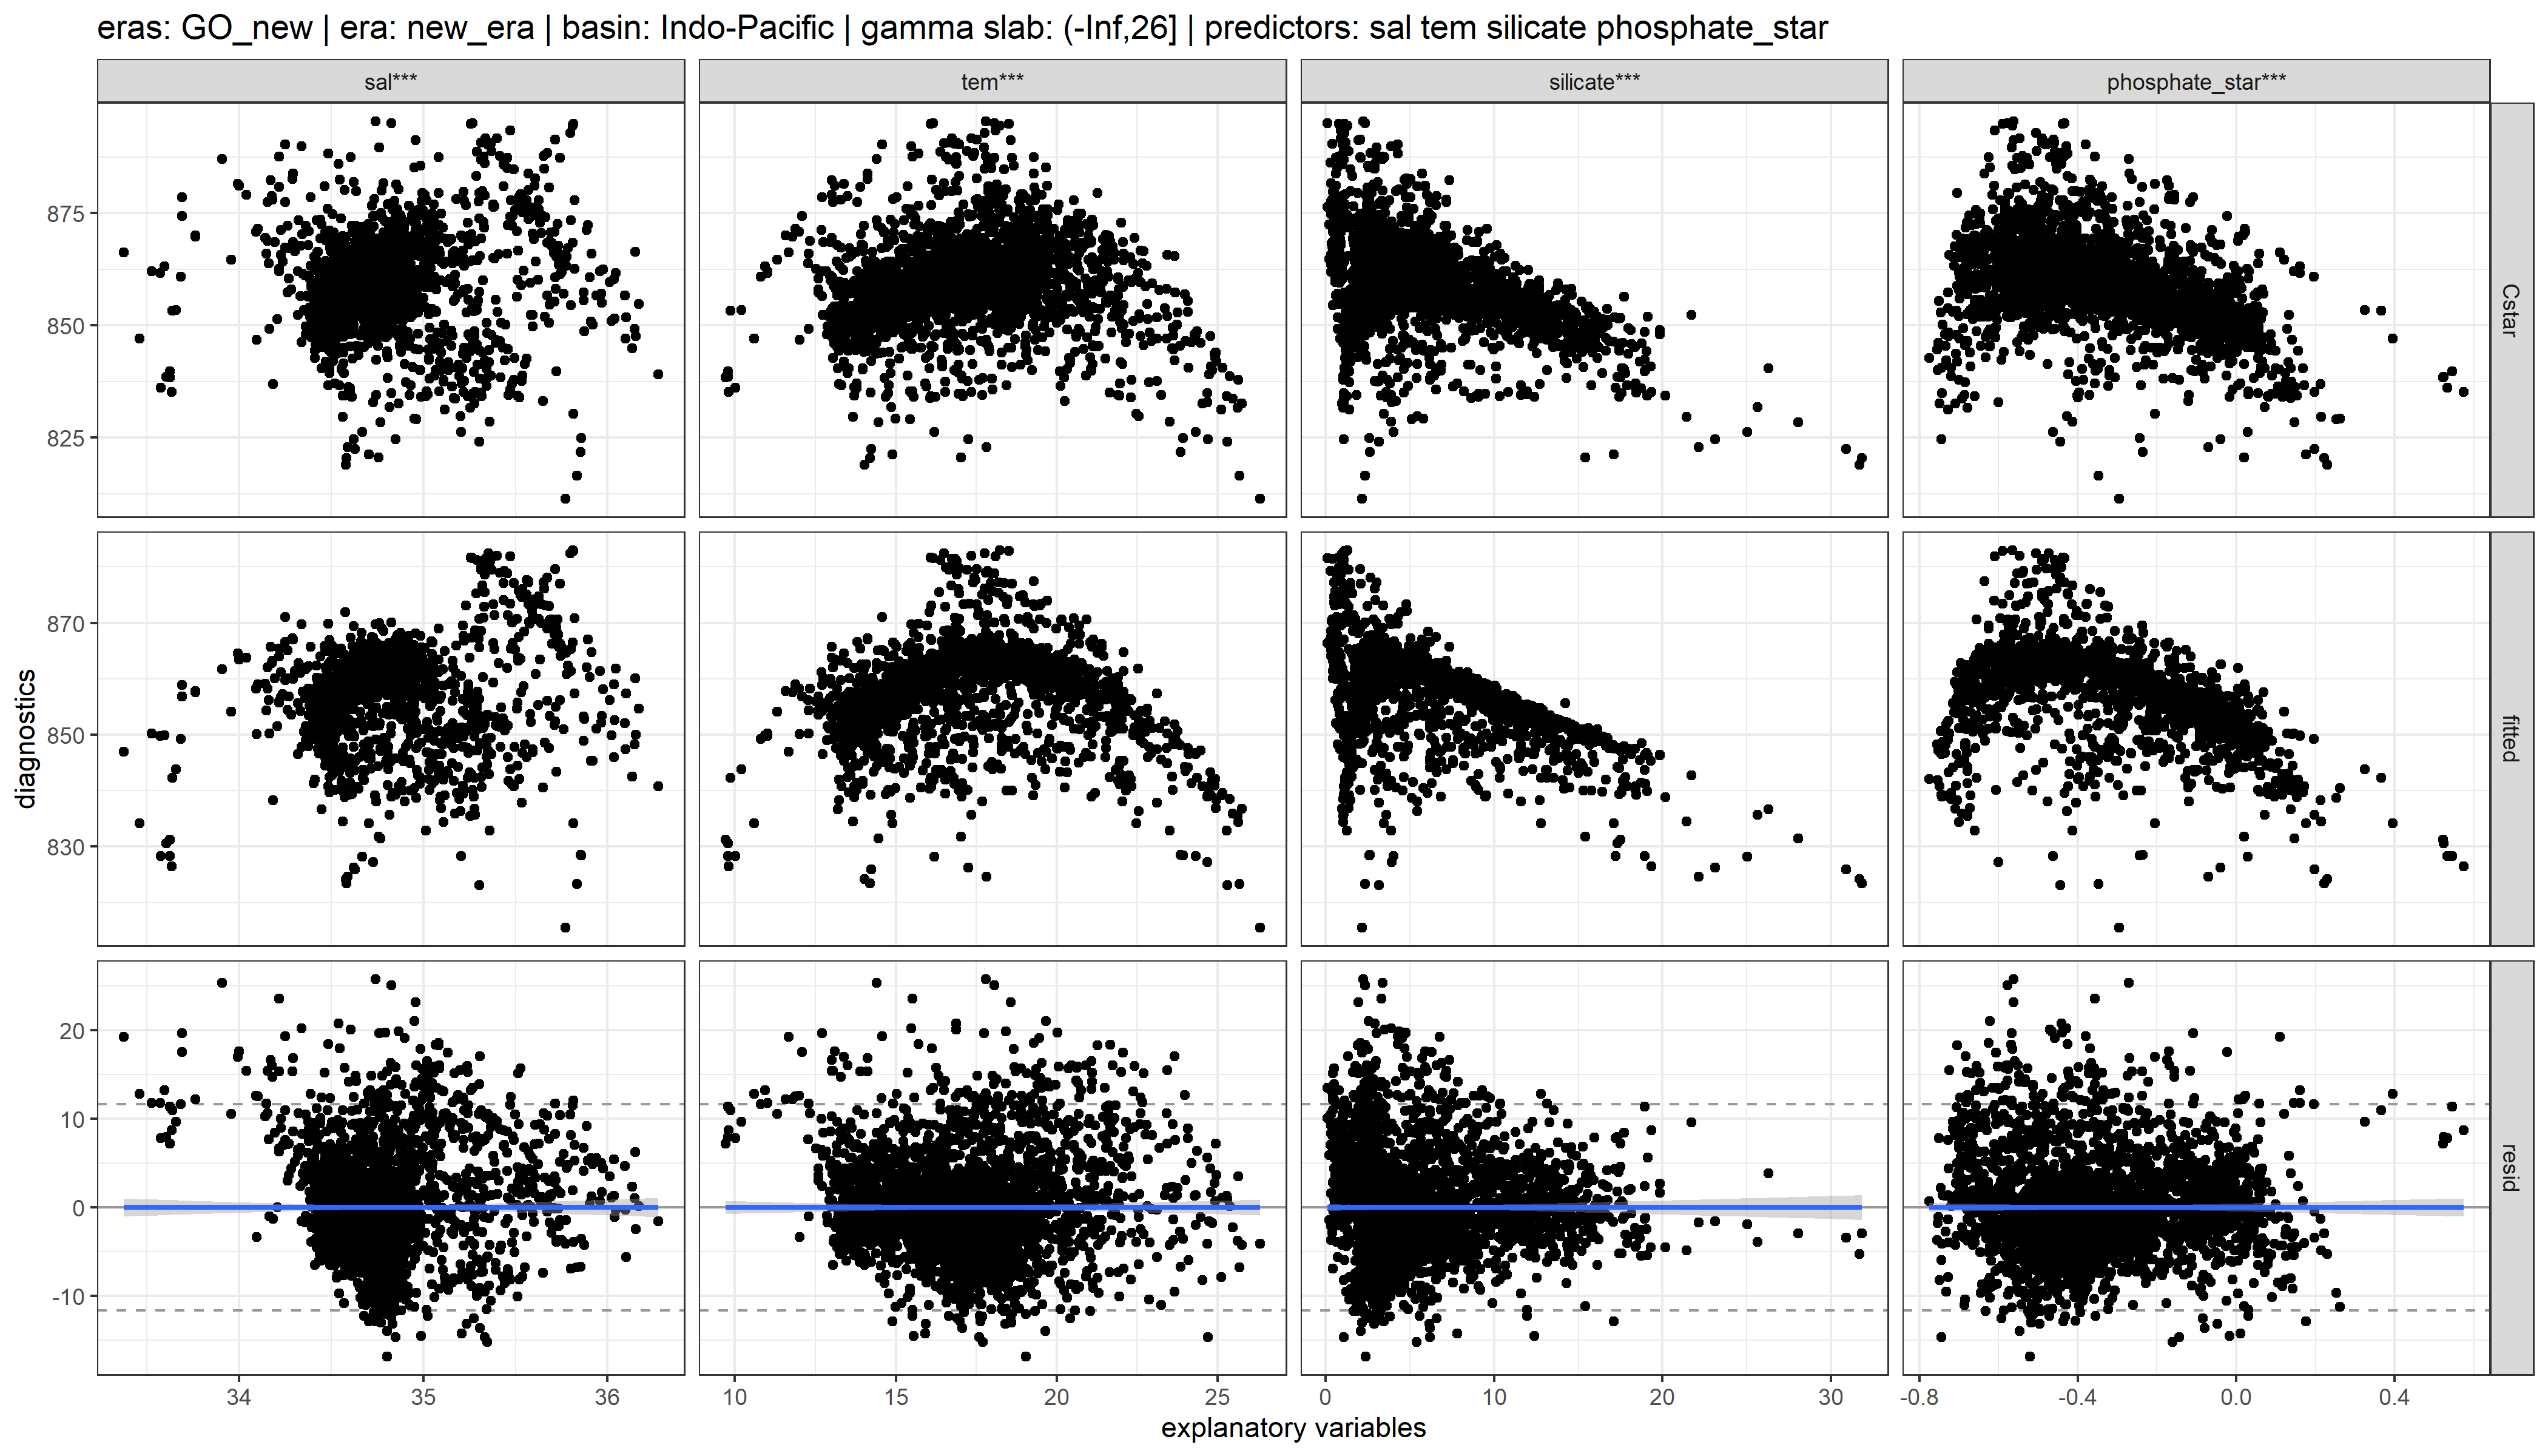 eras: GO_new | era: new_era | basin: Indo-Pacific | gamma slab: (-Inf,26] | predictors: sal tem silicate phosphate_star
sal*** tem*** silicate*** phosphate_star***
875
850
825
Cstar
870
850
830
fitted
20
10
0
-10
resid
diagnostics
34 35 36 10 15 20 25 0 10 20 30 -0.8 -0.4 0.0 0.4
explanatory variables